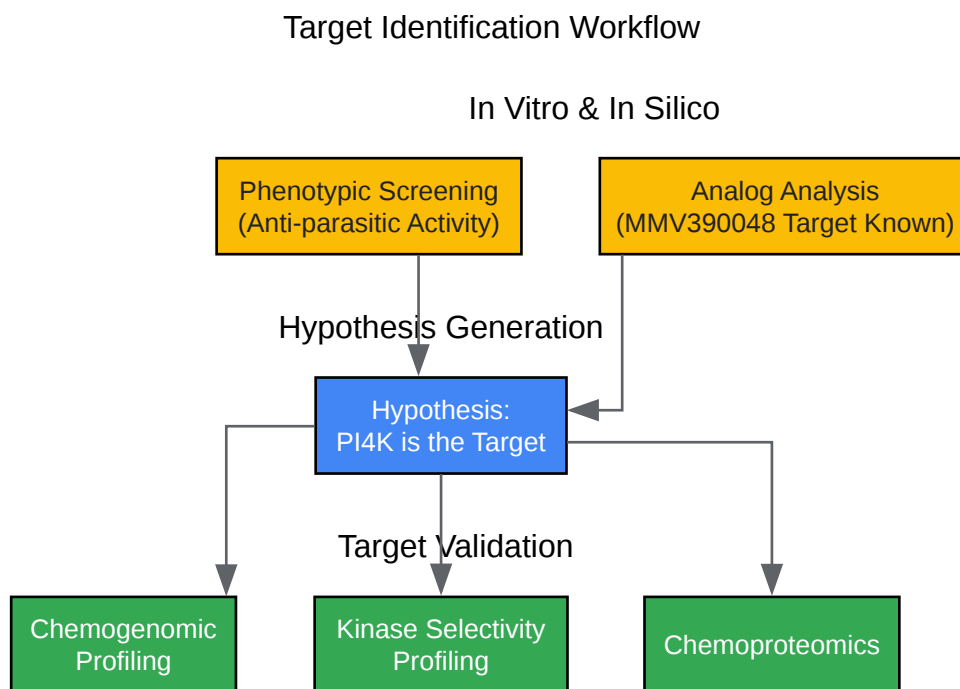 Target Identification Workflow
In Vitro & In Silico
Phenotypic Screening
(Anti-parasitic Activity)
Analog Analysis
(MMV390048 Target Known)
Hypothesis Generation
Hypothesis:
PI4K is the Target
Target Validation
Chemogenomic
Profiling
Kinase Selectivity
Profiling
Chemoproteomics